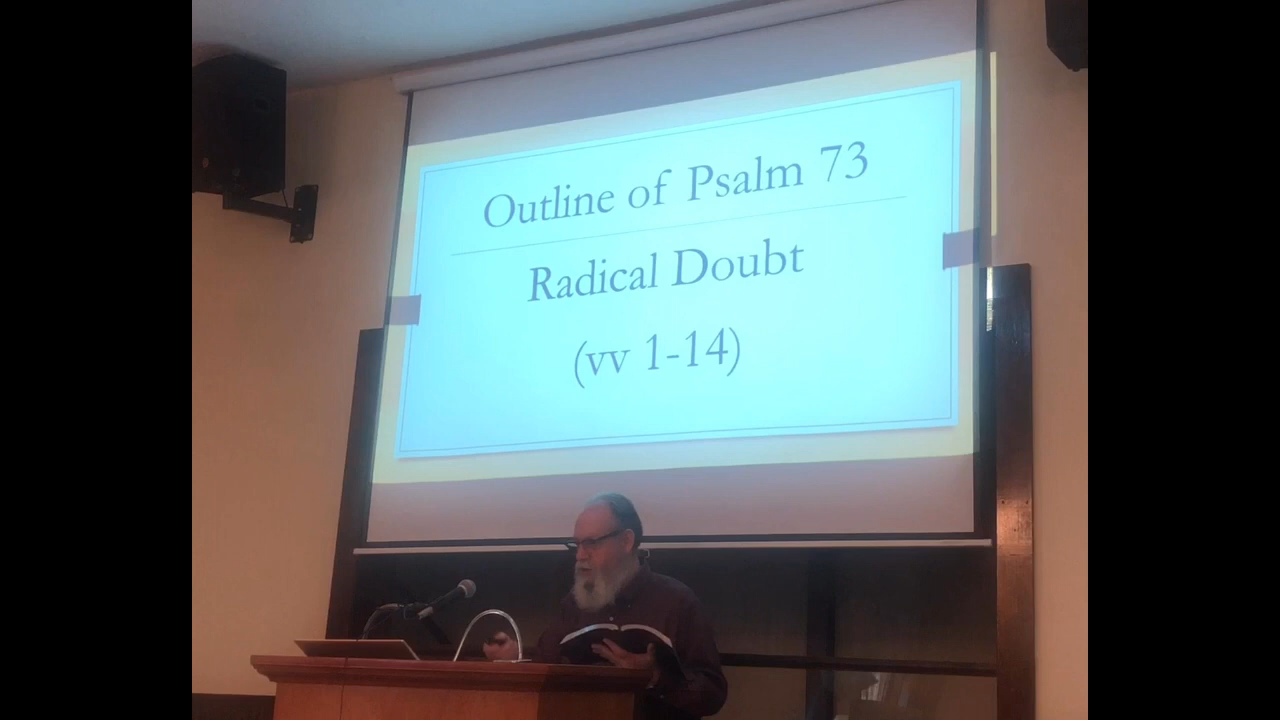 Outline of Psalm 73
Radical Doubt
(vv 1-14)